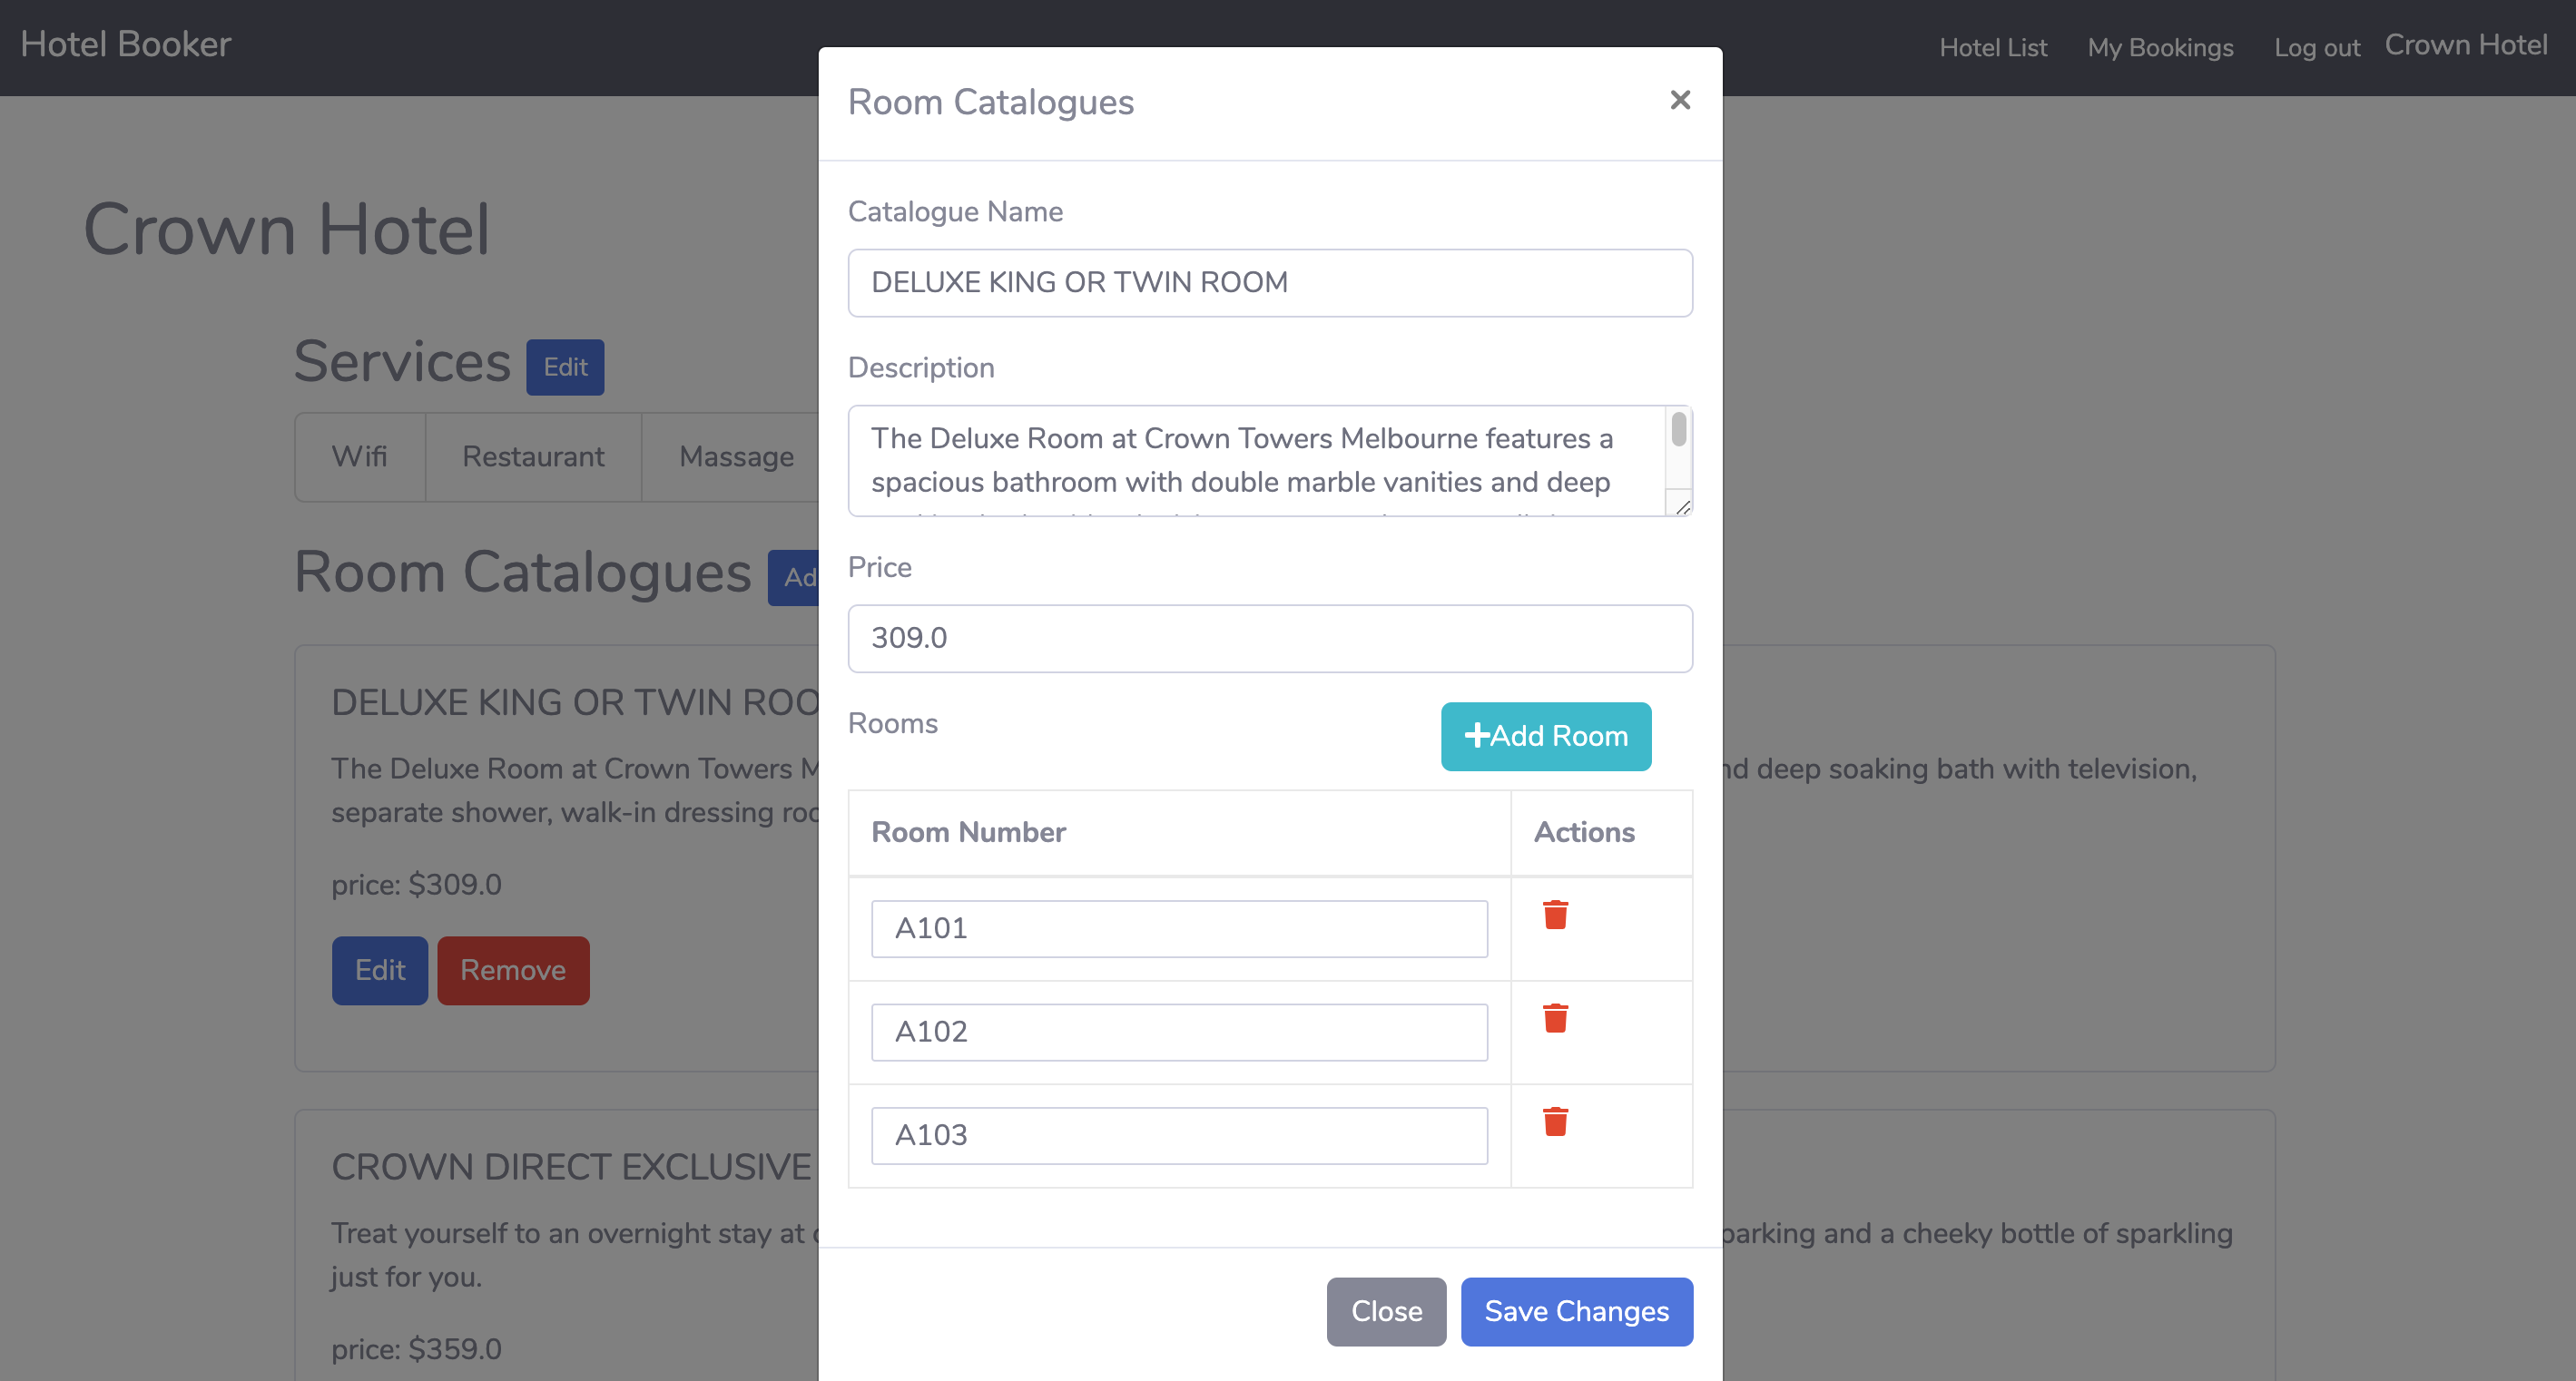 Hotel Booker
Hotel List
My Bookings
Log out
Crown Hotel
Crown Hotel
Services
Edit
Wifi
Restaurant
Massage
Room Catalogues
DELUXE KING OR TWIN
The Deluxe Room at Crown Towers
nd deep soaking bath with television,
separate shower, walk-in dressing
price: $309.0
Edit
Remove
CROWN DIRECT EXCLUSIVE
Treat yourself to an overnight stay at
parking and a cheeky bottle of sparkling
just for you.
price: $359.0
Room Catalogues
Catalogue Name
DELUXE KING OR TWIN ROOM
Description
The Deluxe Room at Crown Towers Melbourne features a
spacious bathroom with double marble vanities and deep
Price
309.0
Rooms
Add Room
Room Number
Actions
A101
A102
A103
Close
Save Changes